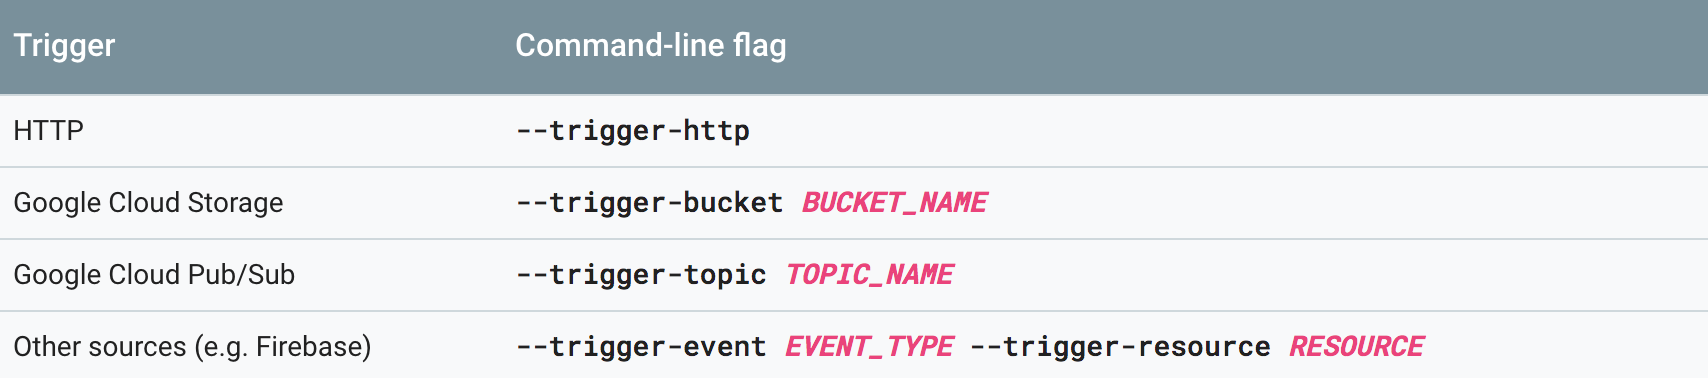 Trigger Command-line flag
HTTP --trigger-http
Google Cloud Storage --trigger-bucket BUCKET_NAME
Google Cloud Pub/Sub --trigger-topic TOPIC_NAME
Other sources (e.g. Firebase) --trigger-event EVENT_TYPE --trigger-resource RESOURCE